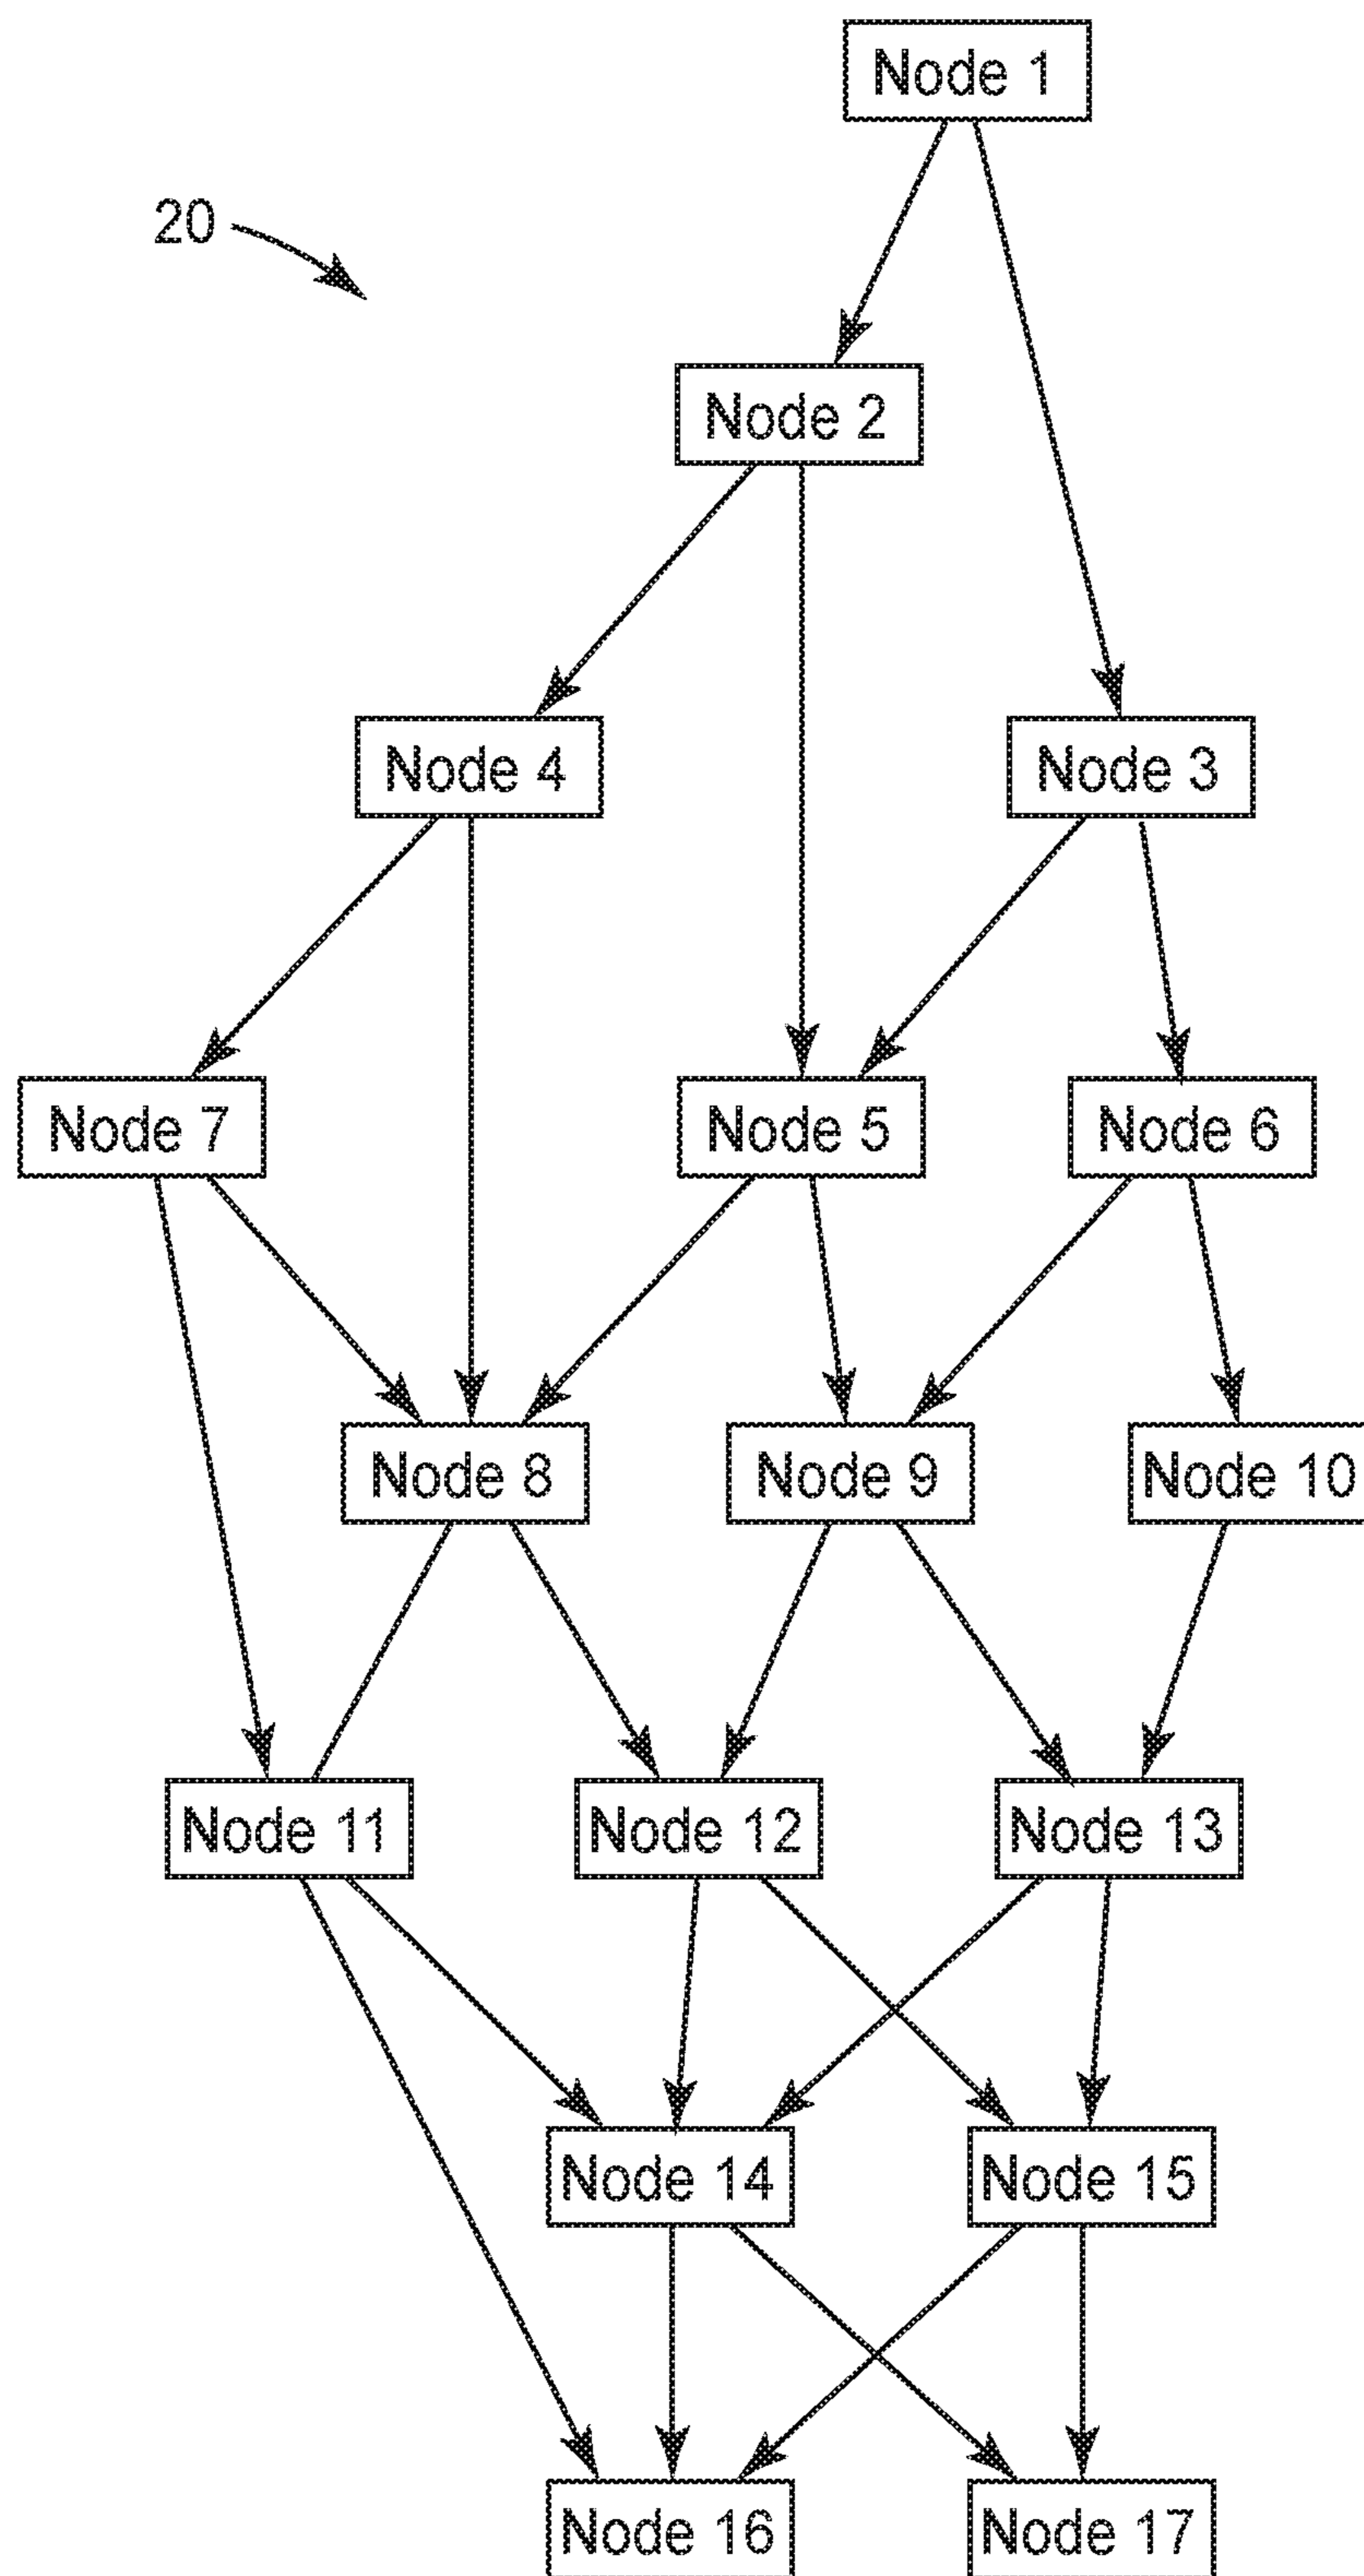 Node 1
20
Node 2
Node 4
Node 3
Node 7
Node 5
Node 6
Node 8
Node 9
Node 10
Node 11
Node 12
Node 13
Node 14
Node 15
Node 16
Node 17